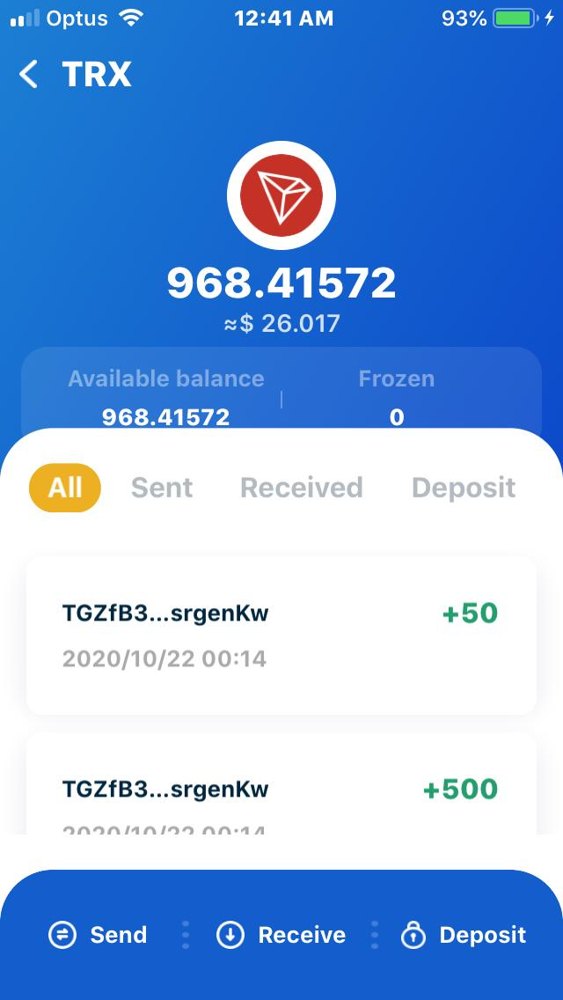 Optus 12:41 AM 93%
TRX
968.41572
≈$ 26.017
Available balance Frozen
968.41572 0
All Sent Received Deposit
TGZfB3...srgenKw +50
2020/10/22 00:14
TGZfB3...srgenKw +500
2020/10/22 00:14
Send Receive Deposit